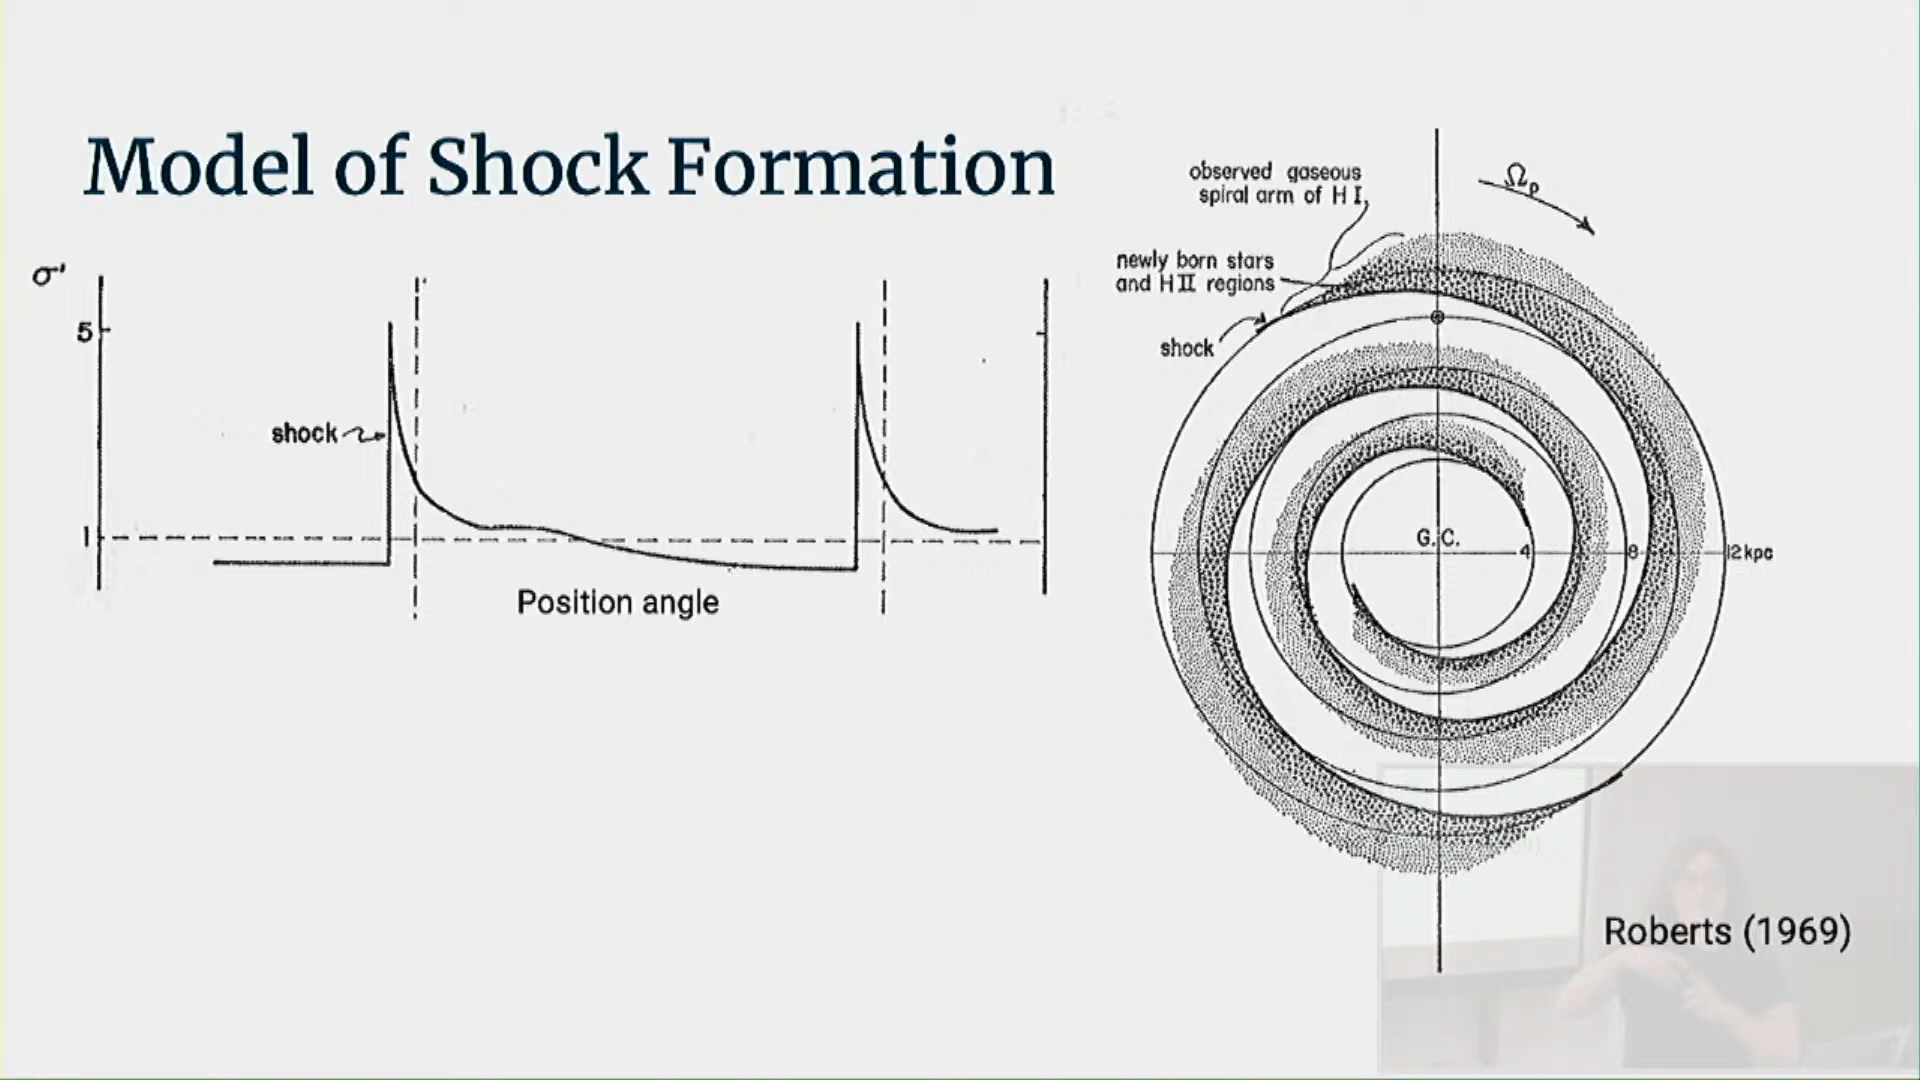 Model of Shock Formation
σ'
5
1
shock
Position angle
observed gaseous
spiral arm of H I
newly born stars
and H II regions
shock
Ωp
G.C.
4
8
12 kpc
Roberts (1969)